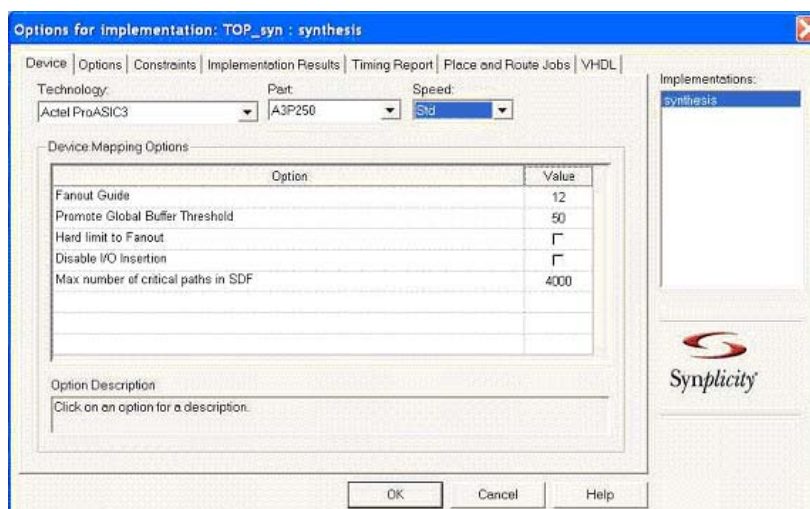 Options for implementation: TOP_syn : synthesis
Device Options Constraints Implementation Results Timing Report Place and Route Jobs VHDL
Implementations:
synthesis
Technology: Part: Speed:
Actel ProASIC3 A3P250 Std
Device Mapping Options
Option Value
Fanout Guide 12
Promote Global Buffer Threshold 50
Hard limit to Fanout
Disable I/O Insertion
Max number of critical paths in SDF 4000
Synplicity
Option Description
Click on an option for a description.
OK Cancel Help